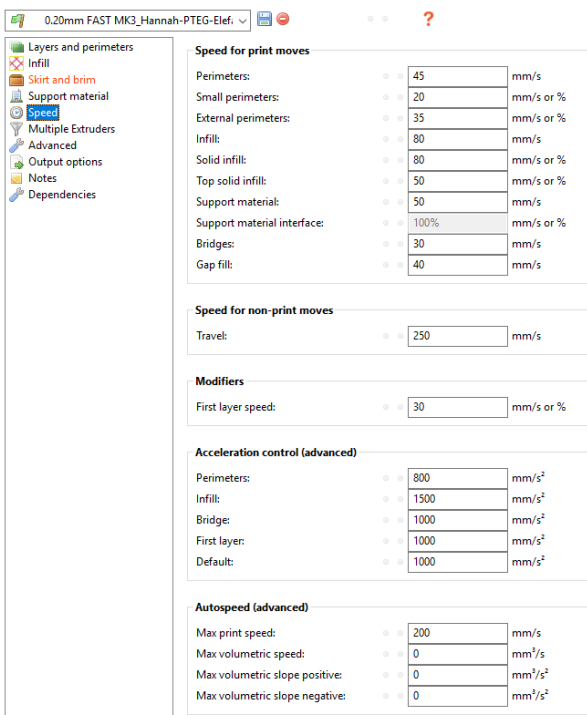 0.20mm FAST MK3_Hannah-PTEG-Elefa
?
Layers and perimeters
Infill
Skirt and brim
Support material
Speed
Multiple Extruders
Advanced
Output options
Notes
Dependencies
Speed for print moves
Perimeters: 45 mm/s
Small perimeters: 20 mm/s or %
External perimeters: 35 mm/s or %
Infill: 80 mm/s
Solid infill: 80 mm/s or %
Top solid infill: 50 mm/s or %
Support material: 50 mm/s
Support material interface: 100% mm/s or %
Bridges: 30 mm/s
Gap fill: 40 mm/s
Speed for non-print moves
Travel: 250 mm/s
Modifiers
First layer speed: 30 mm/s or %
Acceleration control (advanced)
Perimeters: 800 mm/s²
Infill: 1500 mm/s²
Bridge: 1000 mm/s²
First layer: 1000 mm/s²
Default: 1000 mm/s²
Autospeed (advanced)
Max print speed: 200 mm/s
Max volumetric speed: 0 mm³/s
Max volumetric slope positive: 0 mm³/s²
Max volumetric slope negative: 0 mm³/s²